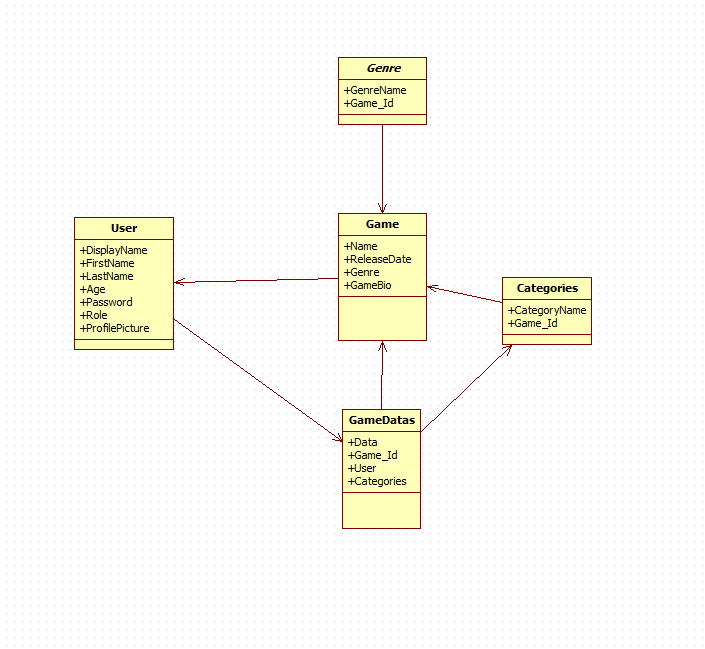 Genre
+GenreName
+Game_Id
Game
+Name
+ReleaseDate
+Genre
+GameBio
User
+DisplayName
+FirstName
+LastName
+Age
+Password
+Role
+ProfilePicture
Categories
+CategoryName
+Game_Id
GameDatas
+Data
+Game_Id
+User
+Categories